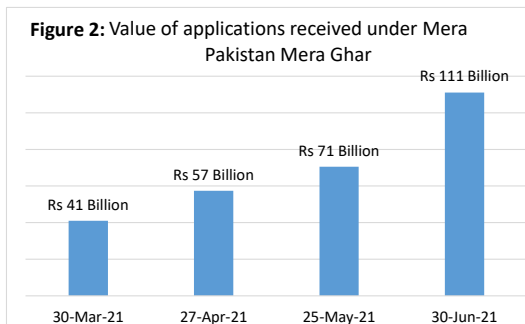 Figure 2: Value of applications received under Mera
Pakistan Mera Ghar
Rs 111 Billion
Rs 71 Billion
Rs 57 Billion
Rs 41 Billion
30-Mar-21 27-Apr-21 25-May-21 30-Jun-21